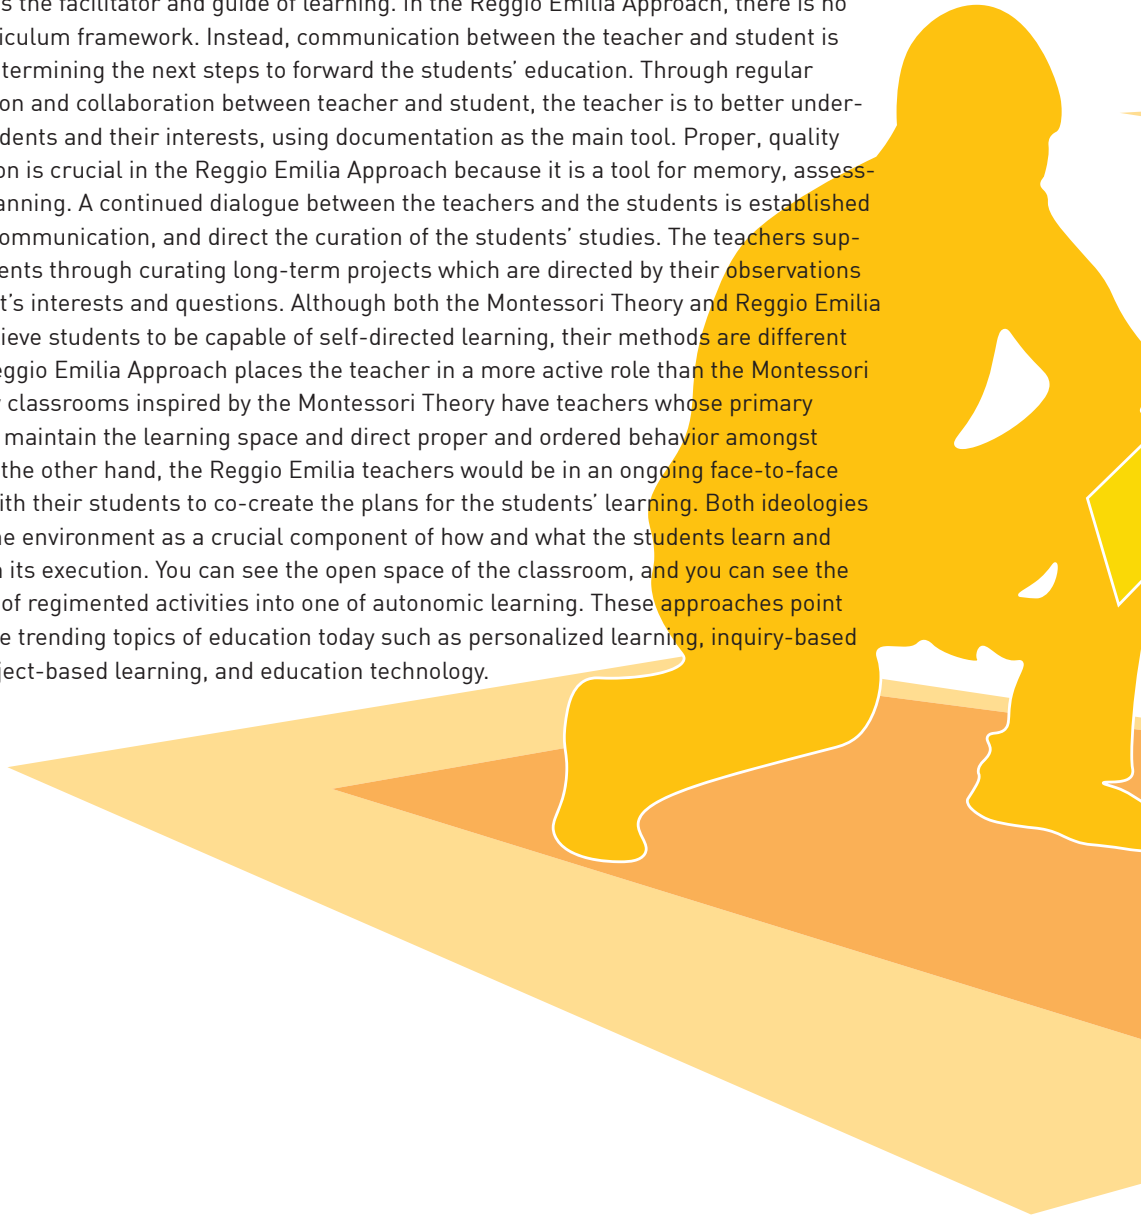 s the facilitator and guide of learning. In the Reggio Emilia Approach, there is no
iculum framework. Instead, communication between the teacher and student is
termining the next steps to forward the students’ education. Through regular
on and collaboration between teacher and student, the teacher is to better under-
dents and their interests, using documentation as the main tool. Proper, quality
on is crucial in the Reggio Emilia Approach because it is a tool for memory, assess-
anning. A continued dialogue between the teachers and the students is established
ommunication, and direct the curation of the students’ studies. The teachers sup-
ents through curating long-term projects which are directed by their observations
t’s interests and questions. Although both the Montessori Theory and Reggio Emilia
ieve students to be capable of self-directed learning, their methods are different
eggio Emilia Approach places the teacher in a more active role than the Montessori
classrooms inspired by the Montessori Theory have teachers whose primary
maintain the learning space and direct proper and ordered behavior amongst
the other hand, the Reggio Emilia teachers would be in an ongoing face-to-face
ith their students to co-create the plans for the students’ learning. Both ideologies
e environment as a crucial component of how and what the students learn and
its execution. You can see the open space of the classroom, and you can see the
of regimented activities into one of autonomic learning. These approaches point
e trending topics of education today such as personalized learning, inquiry-based
ject-based learning, and education technology.